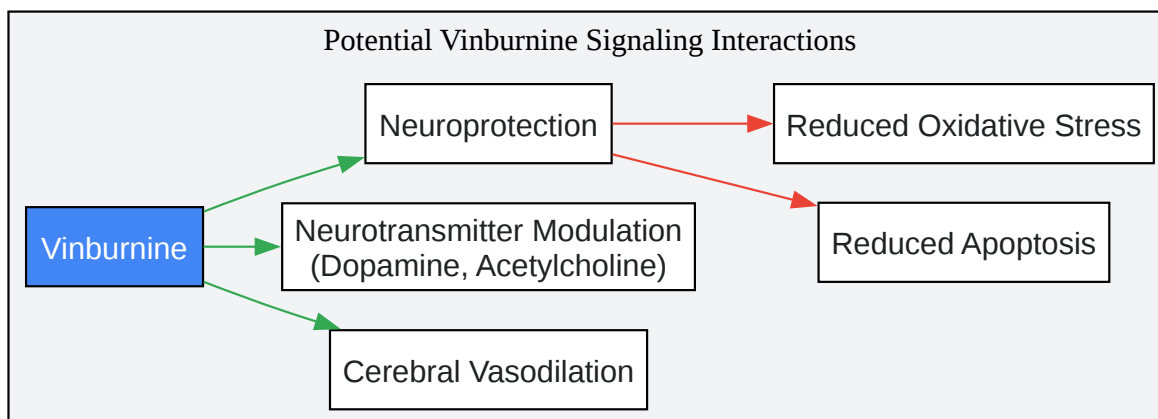 Potential Vinburnine Signaling Interactions
Vinburnine
Neuroprotection
Neurotransmitter Modulation
(Dopamine, Acetylcholine)
Cerebral Vasodilation
Reduced Oxidative Stress
Reduced Apoptosis